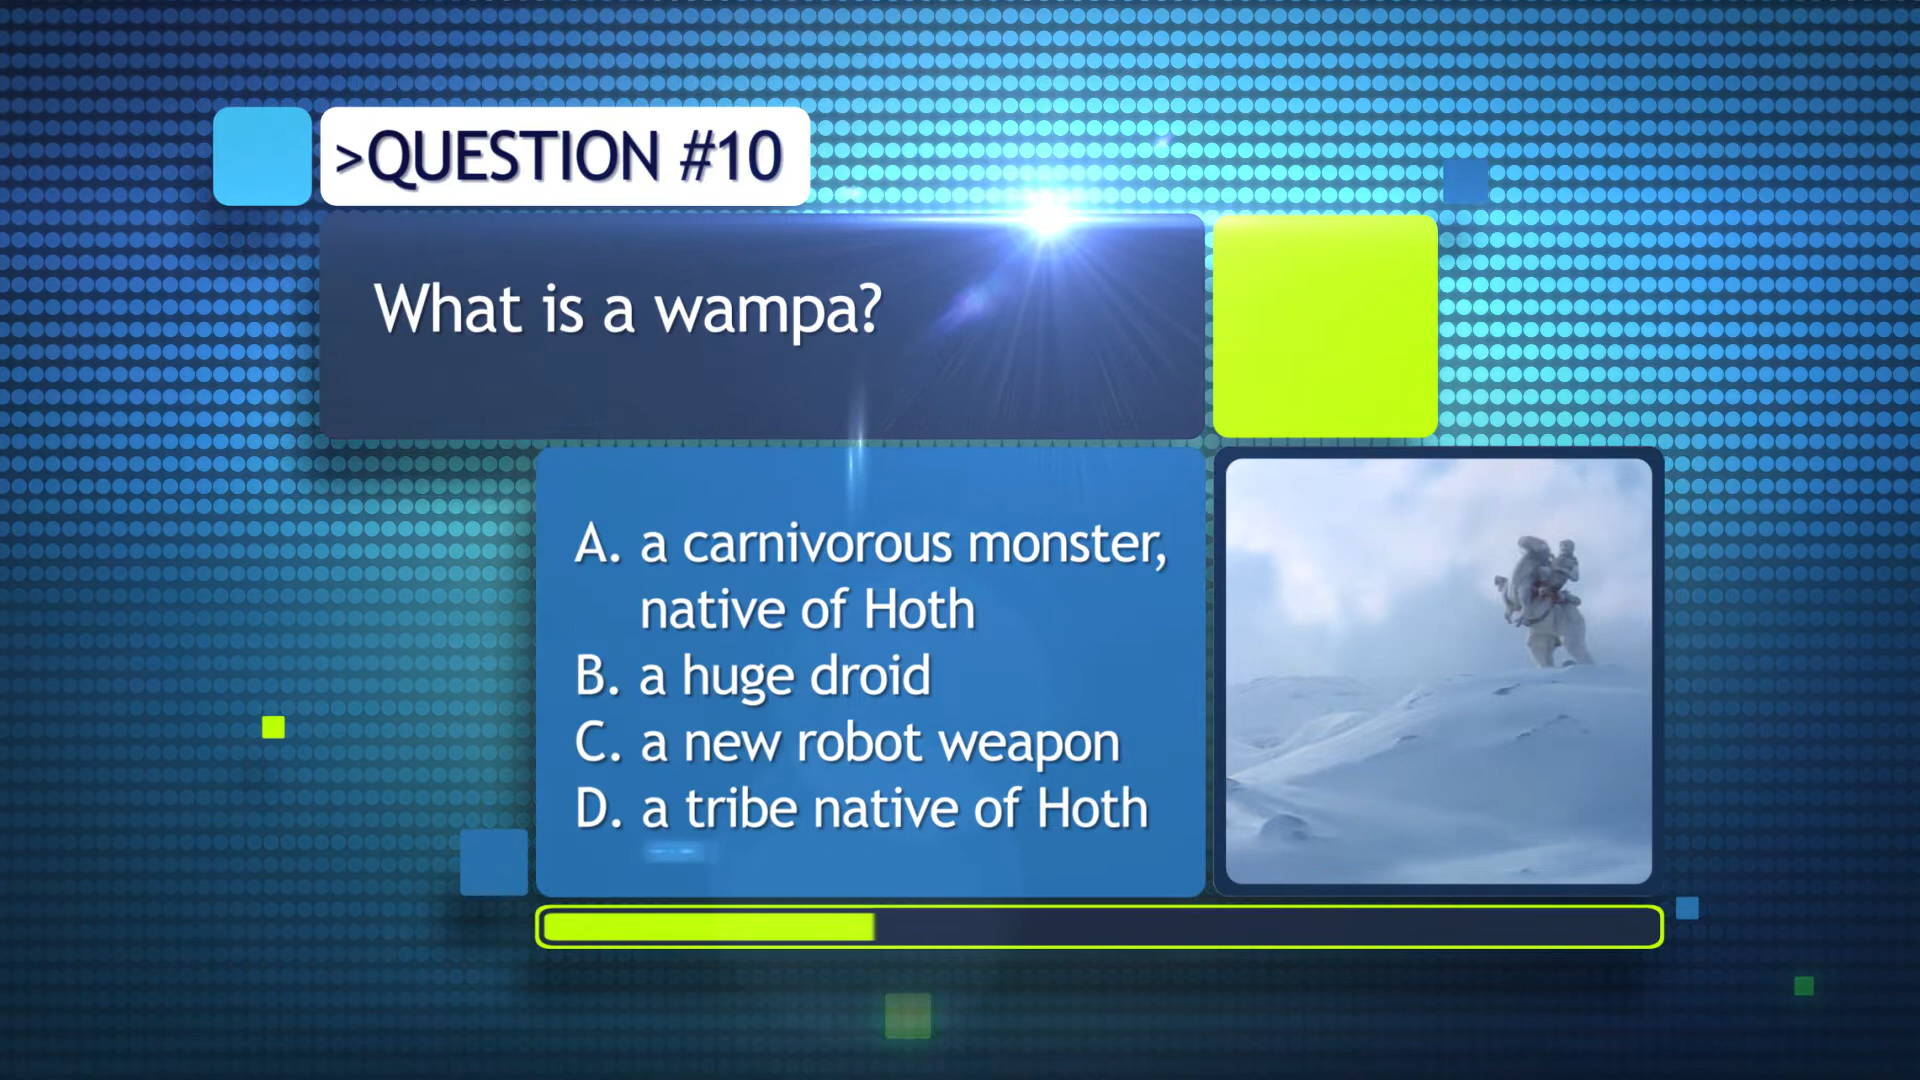 >QUESTION #10
What is a wampa?
A. a carnivorous monster,
native of Hoth
B. a huge droid
C. a new robot weapon
D. a tribe native of Hoth